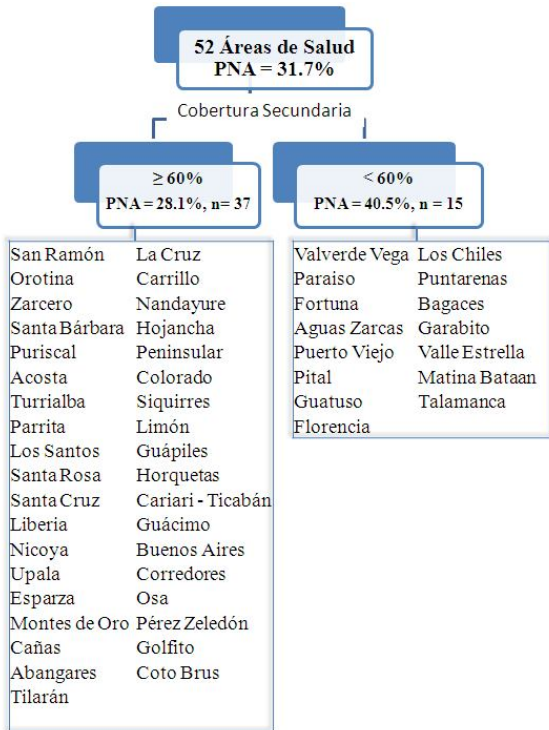 52 Áreas de Salud
PNA = 31.7%
Cobertura Secundaria
≥ 60%
PNA = 28.1%, n= 37
< 60%
PNA = 40.5%, n = 15
San Ramón
Orotina
Zarcero
Santa Bárbara
Puriscal
Acosta
Turrialba
Parrita
Los Santos
Santa Rosa
Santa Cruz
Liberia
Nicoya
Upala
Esparza
Montes de Oro
Cañas
Abangares
Tilarán
La Cruz
Carrillo
Nandayure
Hojancha
Peninsular
Colorado
Siquirres
Limón
Guápiles
Horquetas
Cariari - Ticabán
Guácimo
Buenos Aires
Corredores
Osa
Pérez Zeledón
Golfito
Coto Brus
Valverde Vega
Paraiso
Fortuna
Aguas Zarcas
Puerto Viejo
Pital
Guatuso
Florencia
Los Chiles
Puntarenas
Bagaces
Garabito
Valle Estrella
Matina Bataan
Talamanca